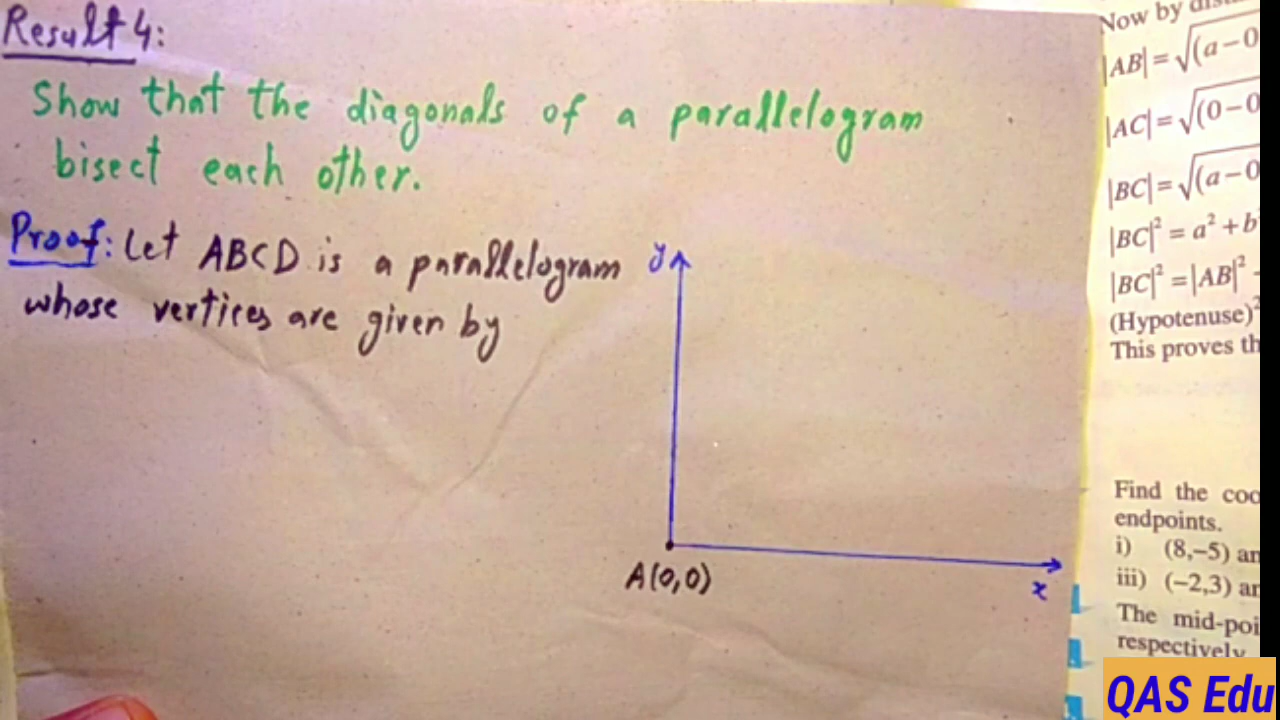 Result 4:
Show that the diagonals of a parallelogram
bisect each other.
Proof: Let ABCD is a parallelogram
whose vertices are given by
y
A(0,0)
x
Now by
|AB| = √(a−0
|AC| = √(0−0
|BC| = √(a−0
|BC|² = a² + b
|BC|² = |AB|²
(Hypotenuse)²
This proves th
Find the coo
endpoints.
i) (8,−5) an
iii) (−2,3) an
The mid-poi
respectively
QAS Edu